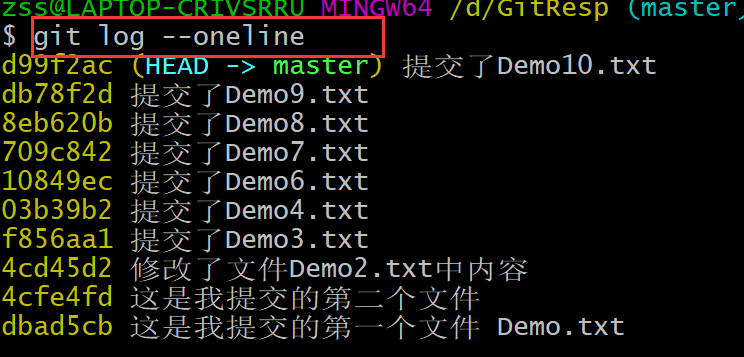 zss@LAPTOP-CRIVSRRU MINGW64 /d/GitResp (master)
$ git log --oneline
d99f2ac (HEAD -> master) 提交了Demo10.txt
db78f2d 提交了Demo9.txt
8eb620b 提交了Demo8.txt
709c842 提交了Demo7.txt
10849ec 提交了Demo6.txt
03b39b2 提交了Demo4.txt
f856aa1 提交了Demo3.txt
4cd45d2 修改了文件Demo2.txt中内容
4cfe4fd 这是我提交的第二个文件
dbad5cb 这是我提交的第一个文件 Demo.txt